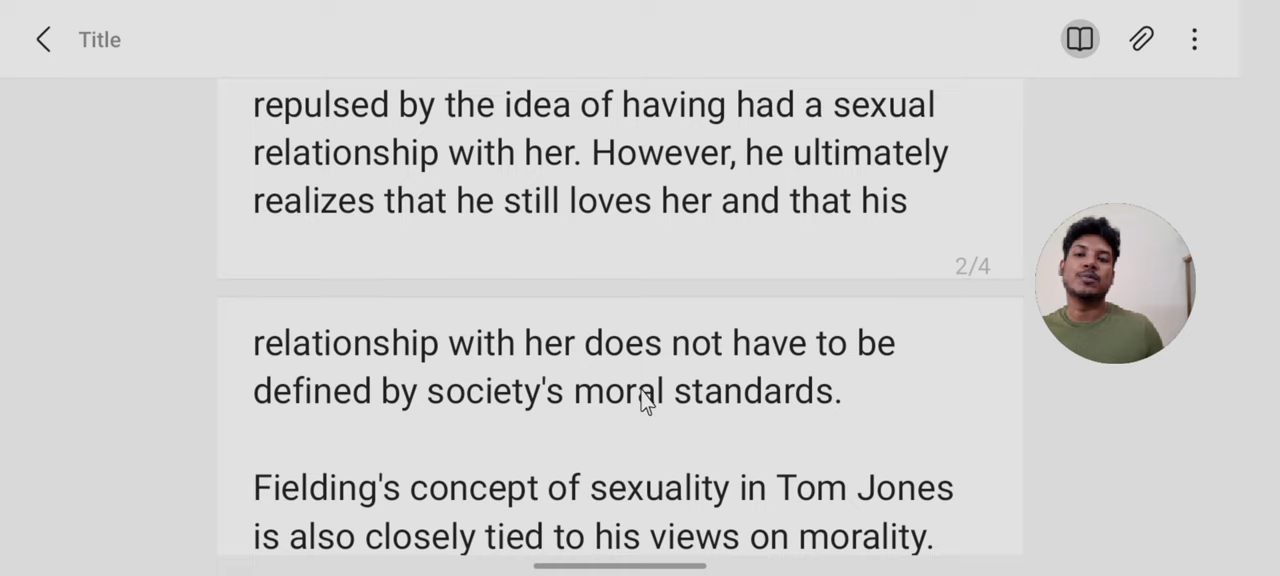 Title
repulsed by the idea of having had a sexual
relationship with her. However, he ultimately
realizes that he still loves her and that his
2/4
relationship with her does not have to be
defined by society's moral standards.
Fielding's concept of sexuality in Tom Jones
is also closely tied to his views on morality.